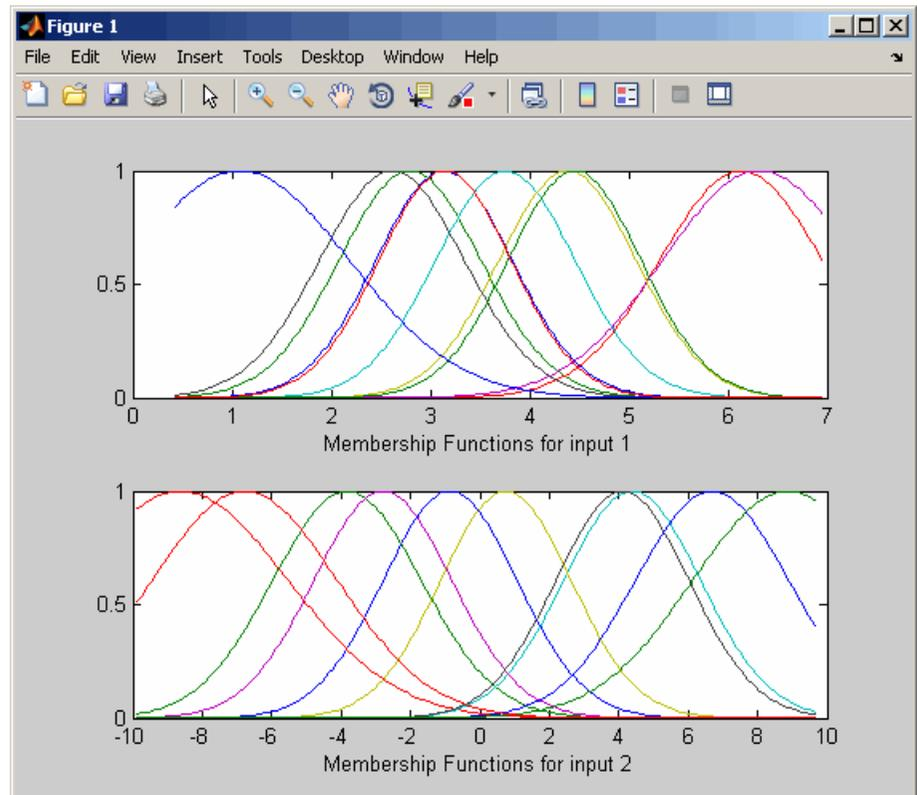 Figure 1
File Edit View Insert Tools Desktop Window Help
1
0.5
0
0 1 2 3 4 5 6 7
Membership Functions for input 1
1
0.5
0
-10 -8 -6 -4 -2 0 2 4 6 8 10
Membership Functions for input 2